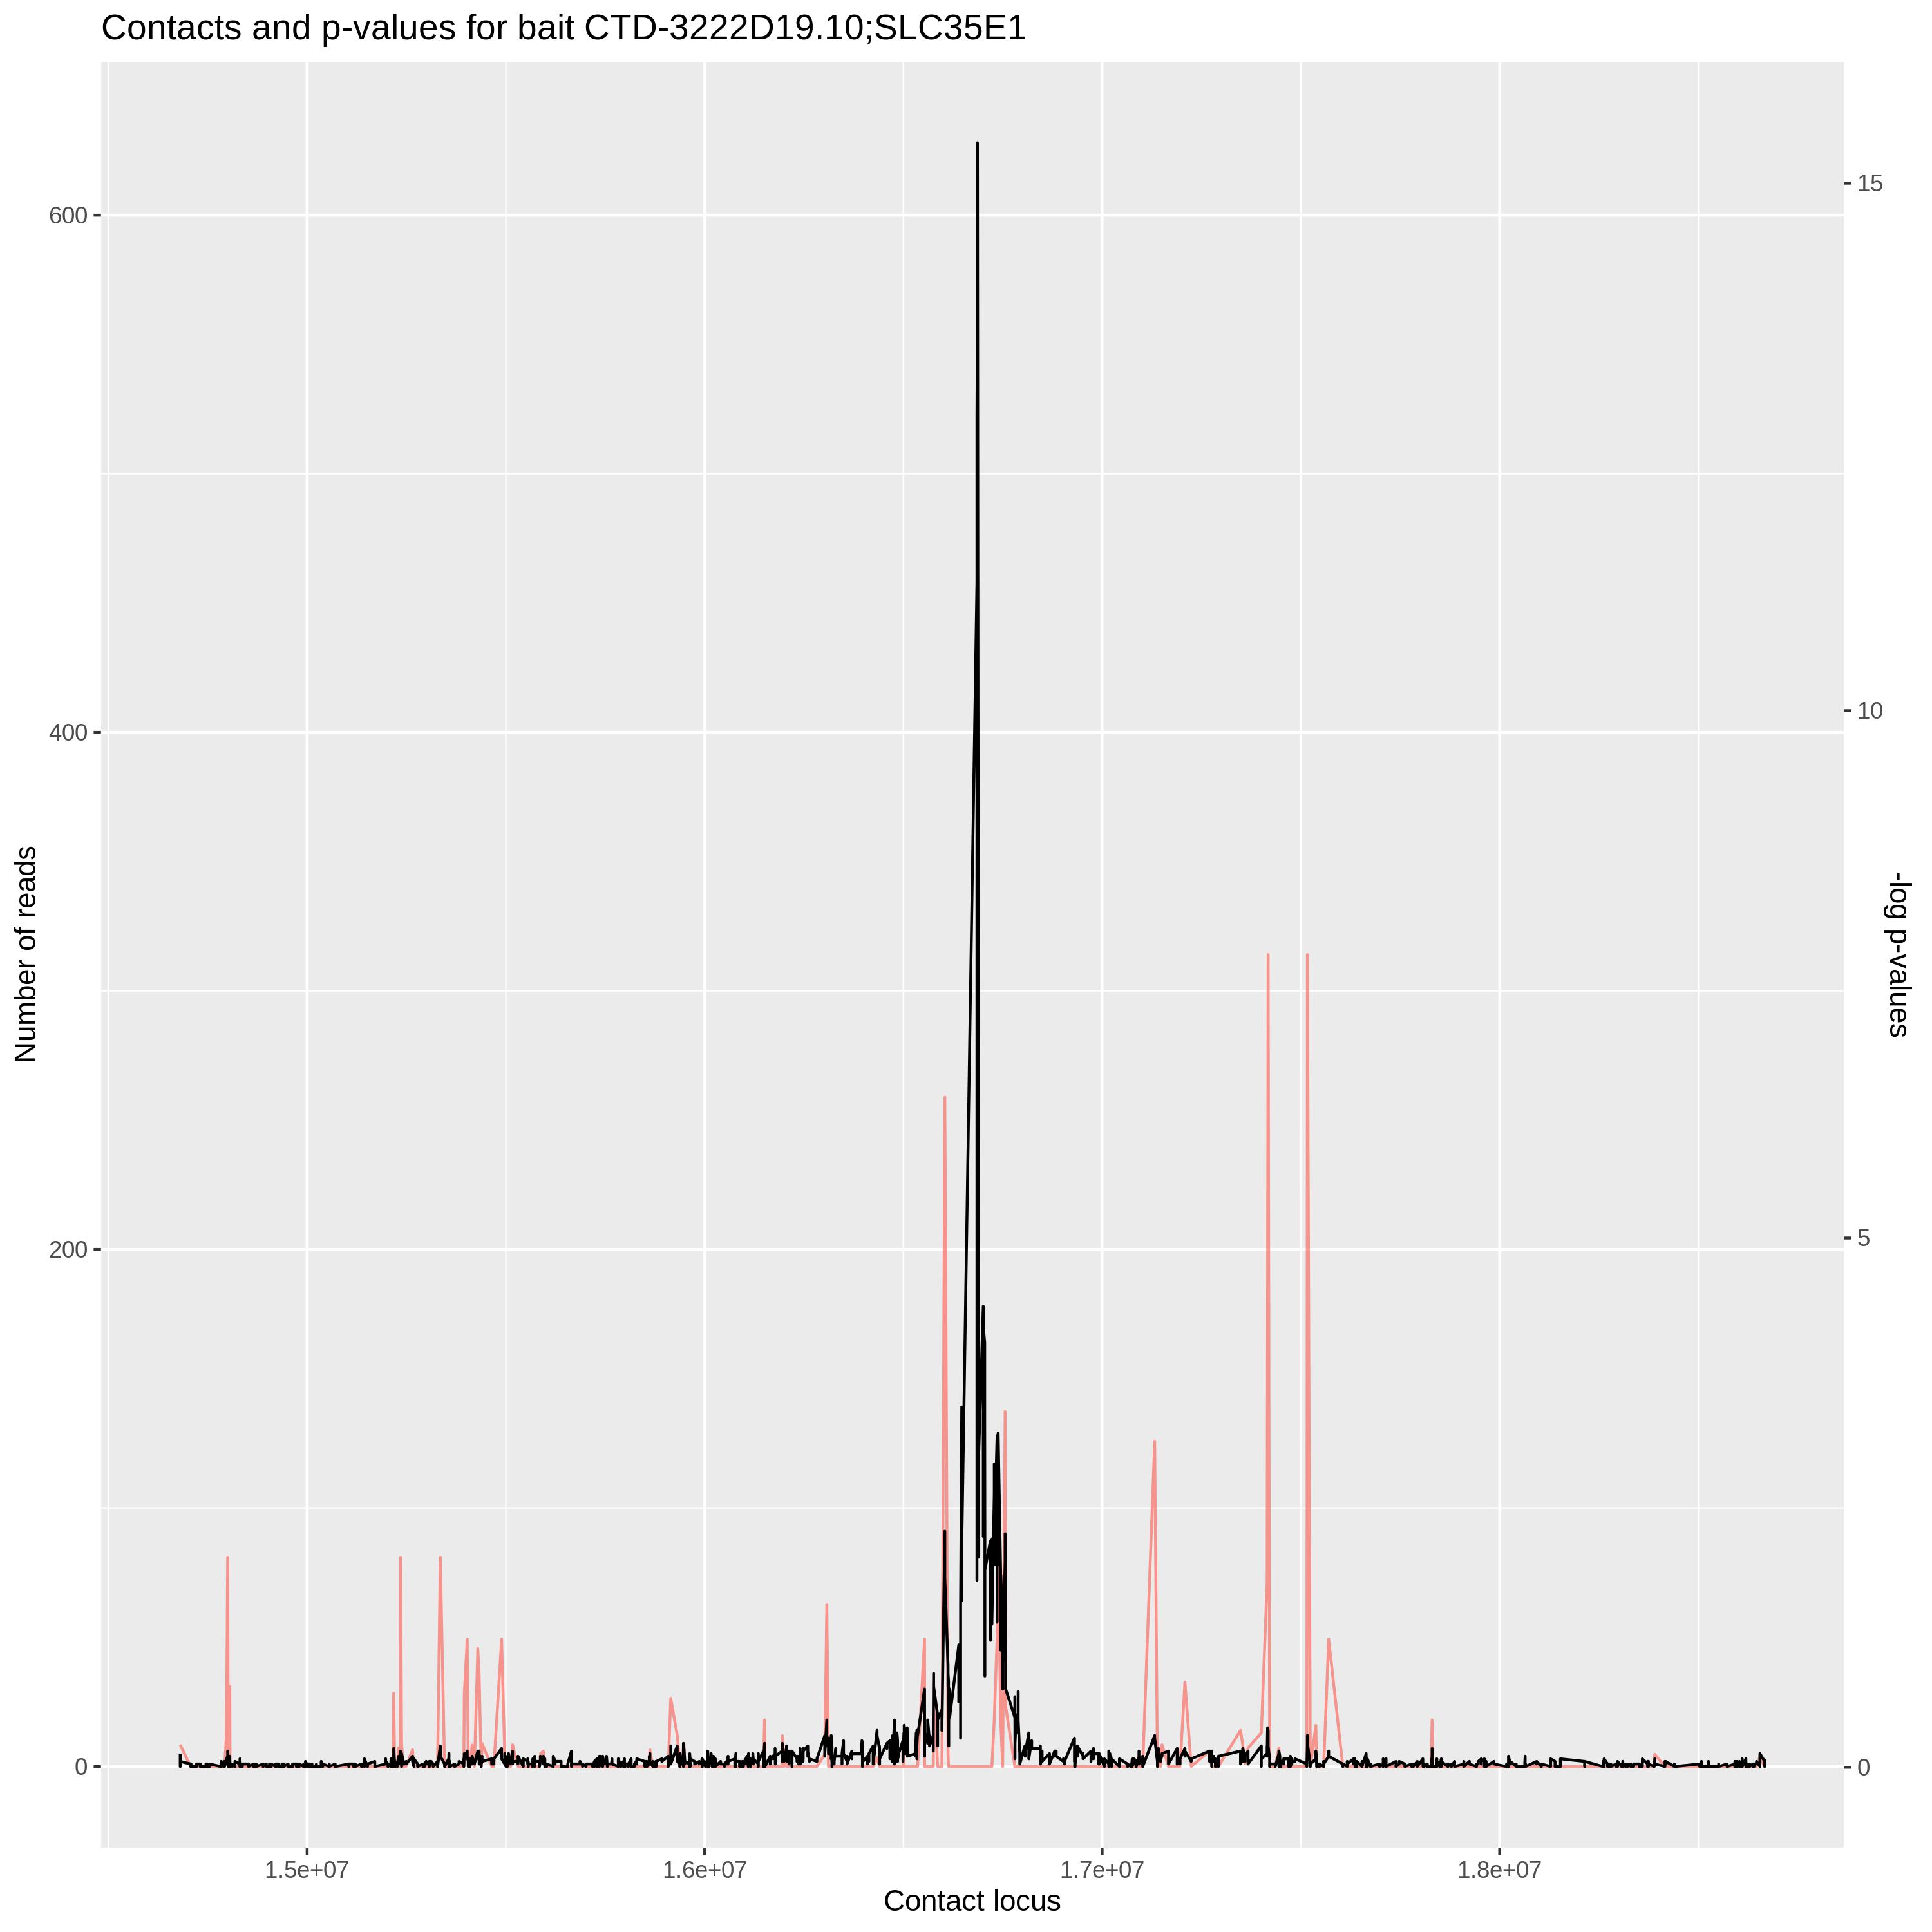 Contacts and p-values for bait CTD-3222D19.10;SLC35E1
Number of reads
600
400
200
0
15
10
5
0
-log p-values
1.5e+07
1.6e+07
1.7e+07
1.8e+07
Contact locus